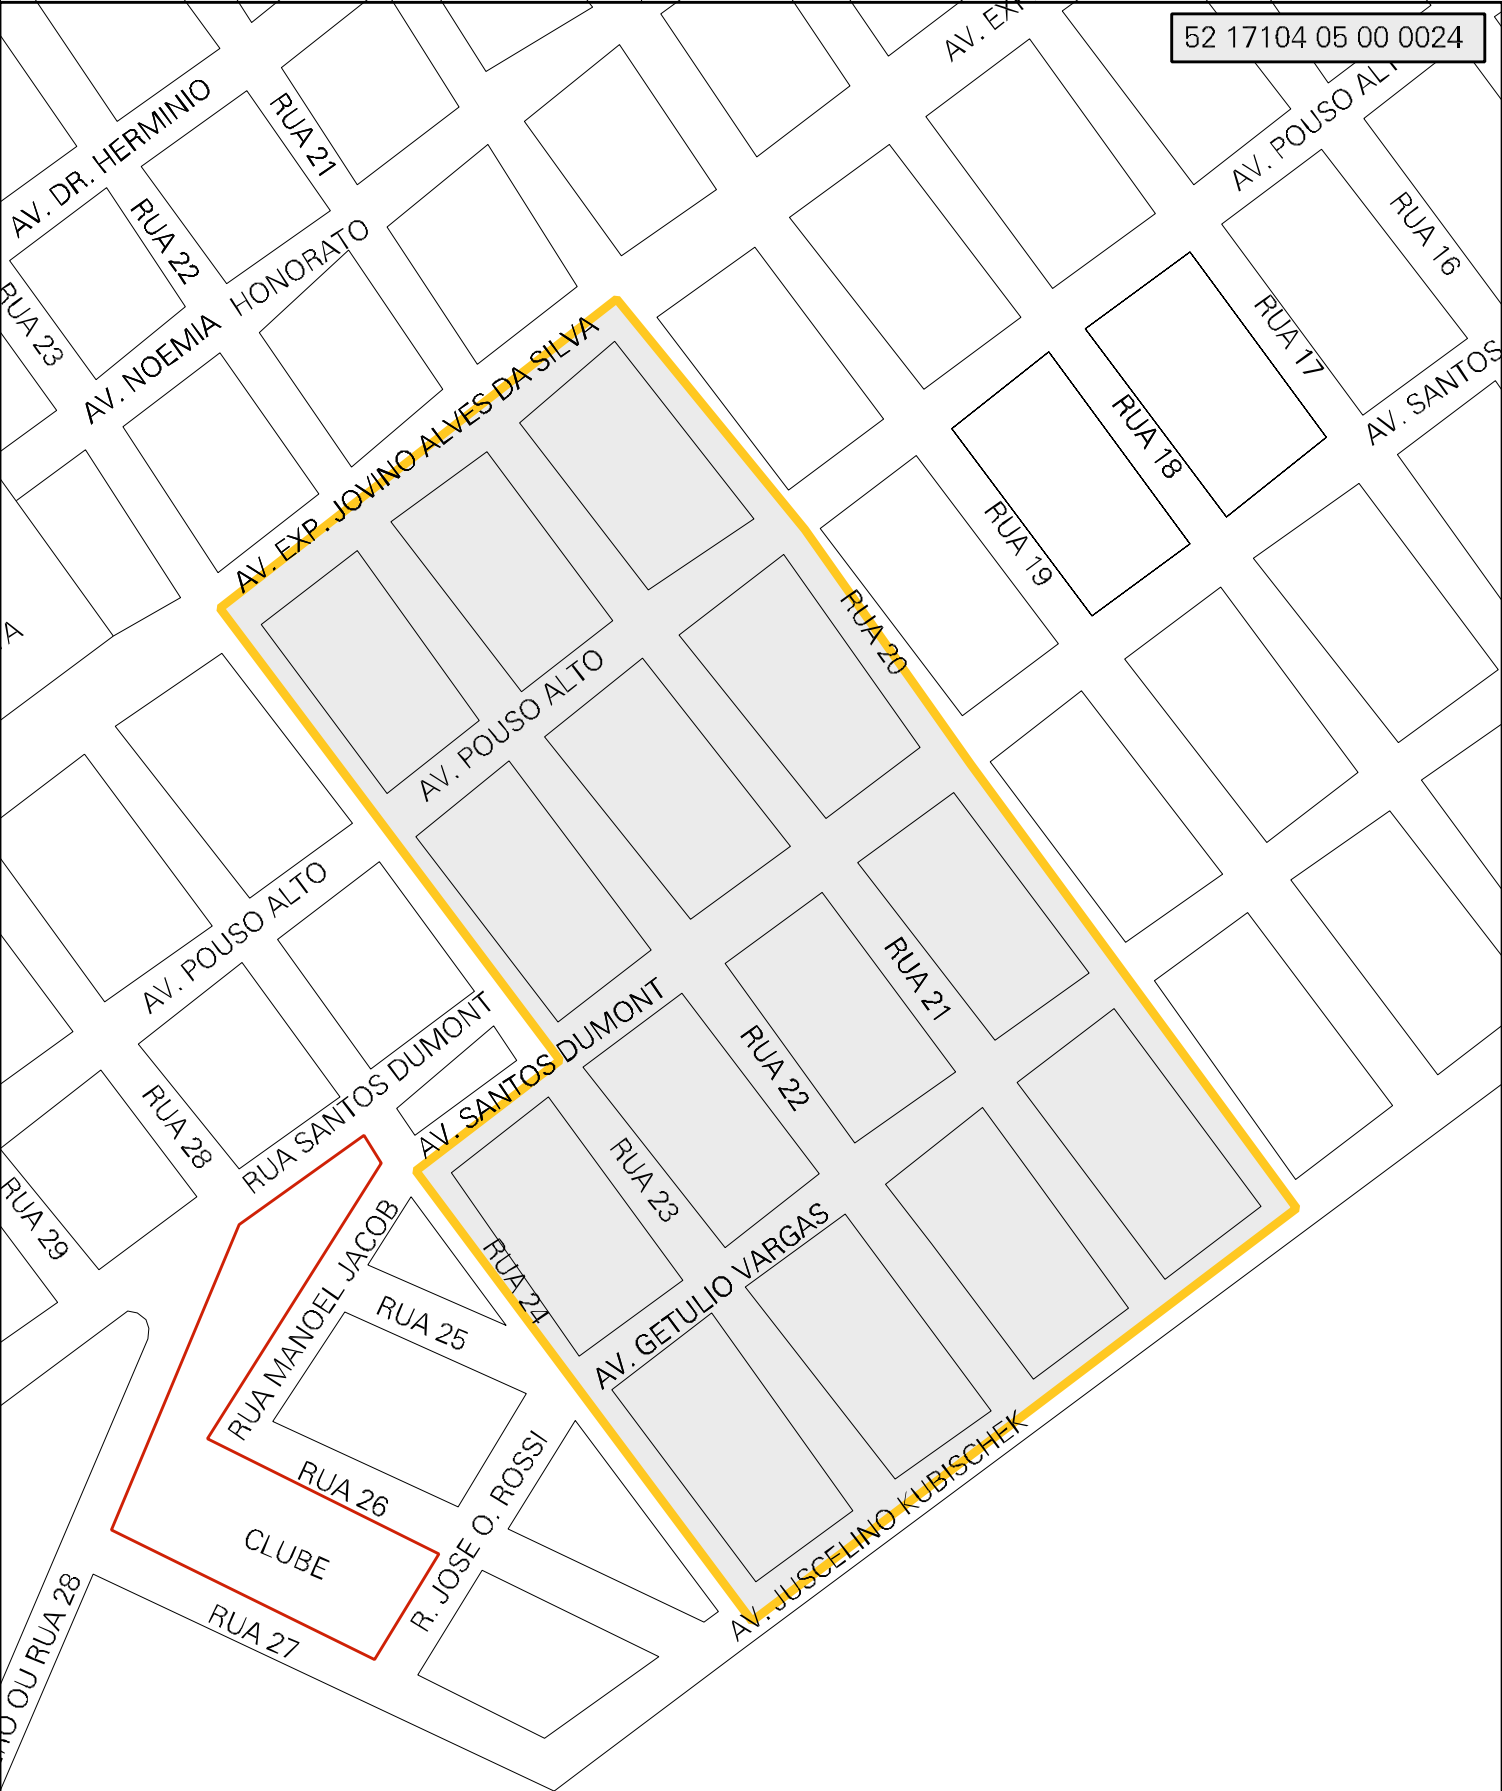 52 17104 05 00 0024
AV. POUSO ALT
AV. DR. HERMINIO
RUA 21
RUA 22
HONORATO
RUA 23
AV. NOEMIA
RUA 16
RUA 17
AV. SANTOS
AV. EXP. JOVINO ALVES DA SILVA
RUA 18
RUA 19
RUA 20
A
AV. POUSO ALTO
AV. POUSO ALTO
RUA 21
RUA SANTOS DUMONT
AV. SANTOS DUMONT
RUA 22
RUA 28
RUA 23
RUA 29
RUA MANOEL JACOB
RUA 24
AV. GETULIO VARGAS
RUA 25
R. JOSE O. ROSSI
RUA 26
AV. JUSCELINO KUBISCHEK
CLUBE
RUA 27
OU RUA 28